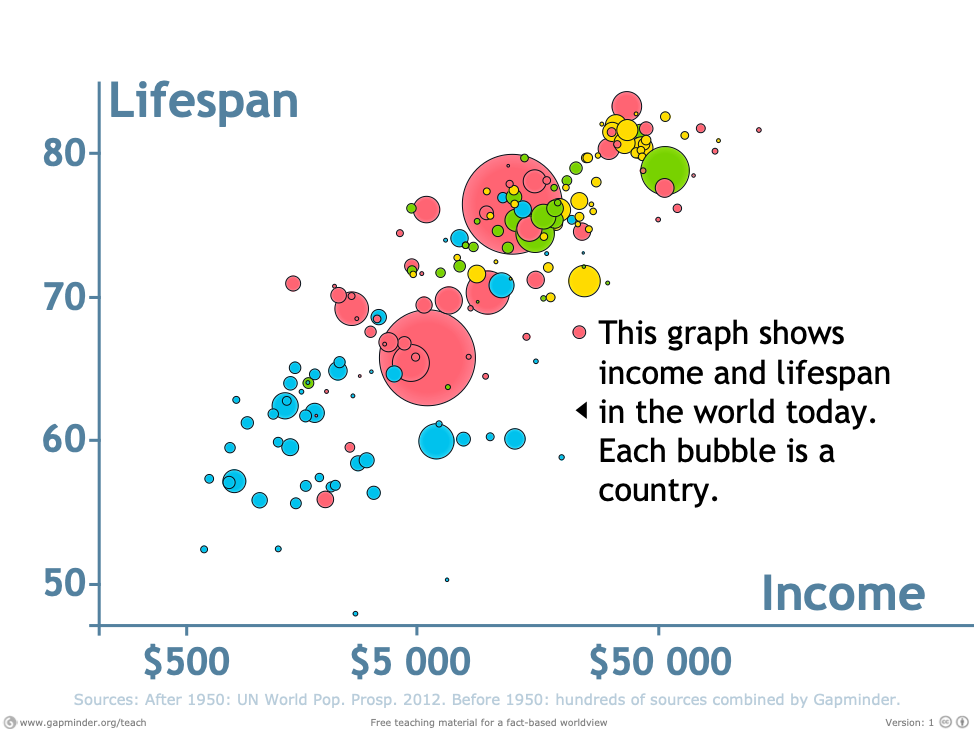 Lifespan
80
70
This graph shows
income and lifespan
in the world today.
60
Each bubble is a
country.
50
Income
$500
$5 000
$50 000
Sources: After 1950: UN World Pop. Prosp. 2012. Before 1950: hundreds of sources combined by Gapminder.
www.gapminder.org/teach
Free teaching material for a fact-based worldview
Version: 1